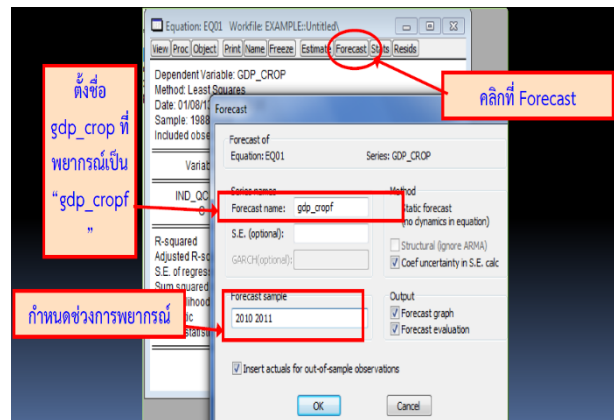 Equation: EQ01 Workfile: EXAMPLE::Untitled\
View Proc Object Print Name Freeze Estimate Forecast Stats Resids
Dependent Variable: GDP_CROP
Method: Least Squares
Date: 01/08/1
Sample: 1988
Included obse
Variab
IND_QC
C
R-squared
Adjusted R-sc
S.E. of regres
Sum squared
ตั้งชื่อ
gdp_crop ที่
พยากรณ์เป็น
“gdp_cropf
”
คลิกที่ Forecast
กำหนดช่วงการพยากรณ์
Forecast
Forecast of
Equation: EQ01 Series: GDP_CROP
Series names
Forecast name: gdp_cropf
S.E. (optional):
GARCH(optional):
Method
Static forecast
(no dynamics in equation)
Structural (ignore ARMA)
Coef uncertainty in S.E. calc
Forecast sample
2010 2011
Output
Forecast graph
Forecast evaluation
Insert actuals for out-of-sample observations
OK Cancel